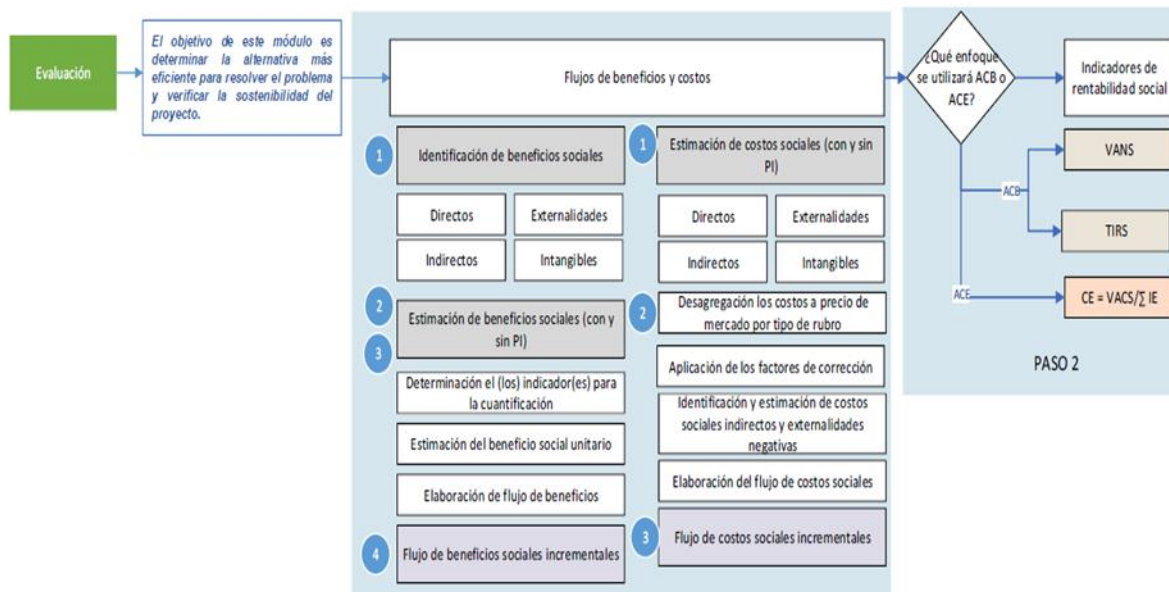 Evaluación
El objetivo de este módulo es
determinar la alternativa más
eficiente para resolver el problema
y verificar la sostenibilidad del
proyecto.
Flujos de beneficios y costos
1
Identificación de beneficios sociales
Directos
Externalidades
Indirectos
Intangibles
2
3
Estimación de beneficios sociales (con y
sin PI)
Determinación el (los) indicador(es) para
la cuantificación
Estimación del beneficio social unitario
Elaboración de flujo de beneficios
4
Flujo de beneficios sociales incrementales
1
Estimación de costos sociales (con y sin
PI)
Directos
Externalidades
Indirectos
Intangibles
2
Desagregación los costos a precio de
mercado por tipo de rubro
Aplicación de los factores de corrección
Identificación y estimación de costos
sociales indirectos y externalidades
negativas
Elaboración del flujo de costos sociales
3
Flujo de costos sociales incrementales
¿Qué enfoque
se utilizará ACB o
ACE?
Indicadores de
rentabilidad social
ACB
VANS
TIRS
ACE
CE = VACS/∑ IE
PASO 2